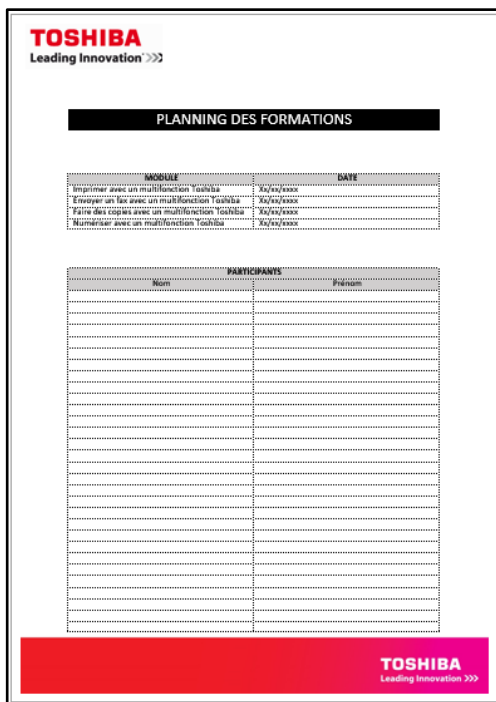 TOSHIBA
Leading Innovation >>>
PLANNING DES FORMATIONS
MODULE DATE
Imprimer avec un multifonction Toshiba Xx/xx/xxxx
Envoyer un fax avec un multifonction Toshiba Xx/xx/xxxx
Faire des copies avec un multifonction Toshiba Xx/xx/xxxx
Numériser avec un multifonction Toshiba Xx/xx/xxxx
PARTICIPANTS
Nom Prénom
TOSHIBA
Leading Innovation >>>